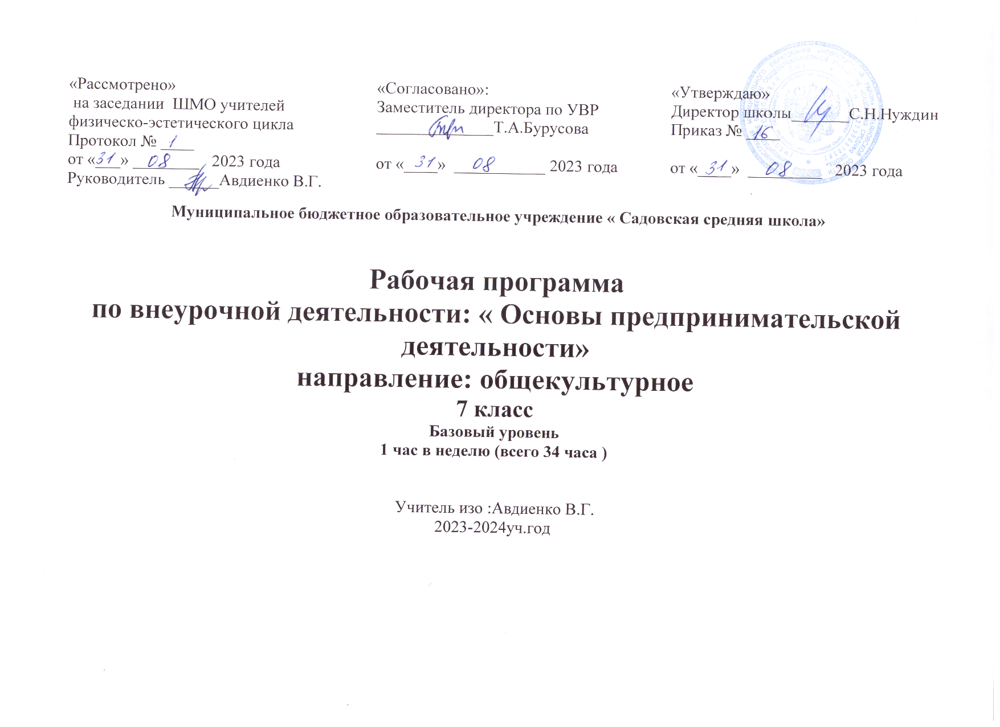 «Рассмотрено»
на заседании ШМО учителей
физическо-эстетического цикла
Протокол № 1
от «31» 08 2023 года
Руководитель ______Авдиенко В.Г.
«Согласовано»:
Заместитель директора по УВР
______________Т.А.Бурусова
от «31» 08 2023 года
«Утверждаю»
Директор школы_______С.Н.Нуждин
Приказ № 16
от «31» 08 2023 года
Муниципальное бюджетное образовательное учреждение « Садовская средняя школа»
Рабочая программа
по внеурочной деятельности: « Основы предпринимательской
деятельности»
направление: общекультурное
7 класс
Базовый уровень
1 час в неделю (всего 34 часа )
Учитель изо :Авдиенко В.Г.
2023-2024уч.год